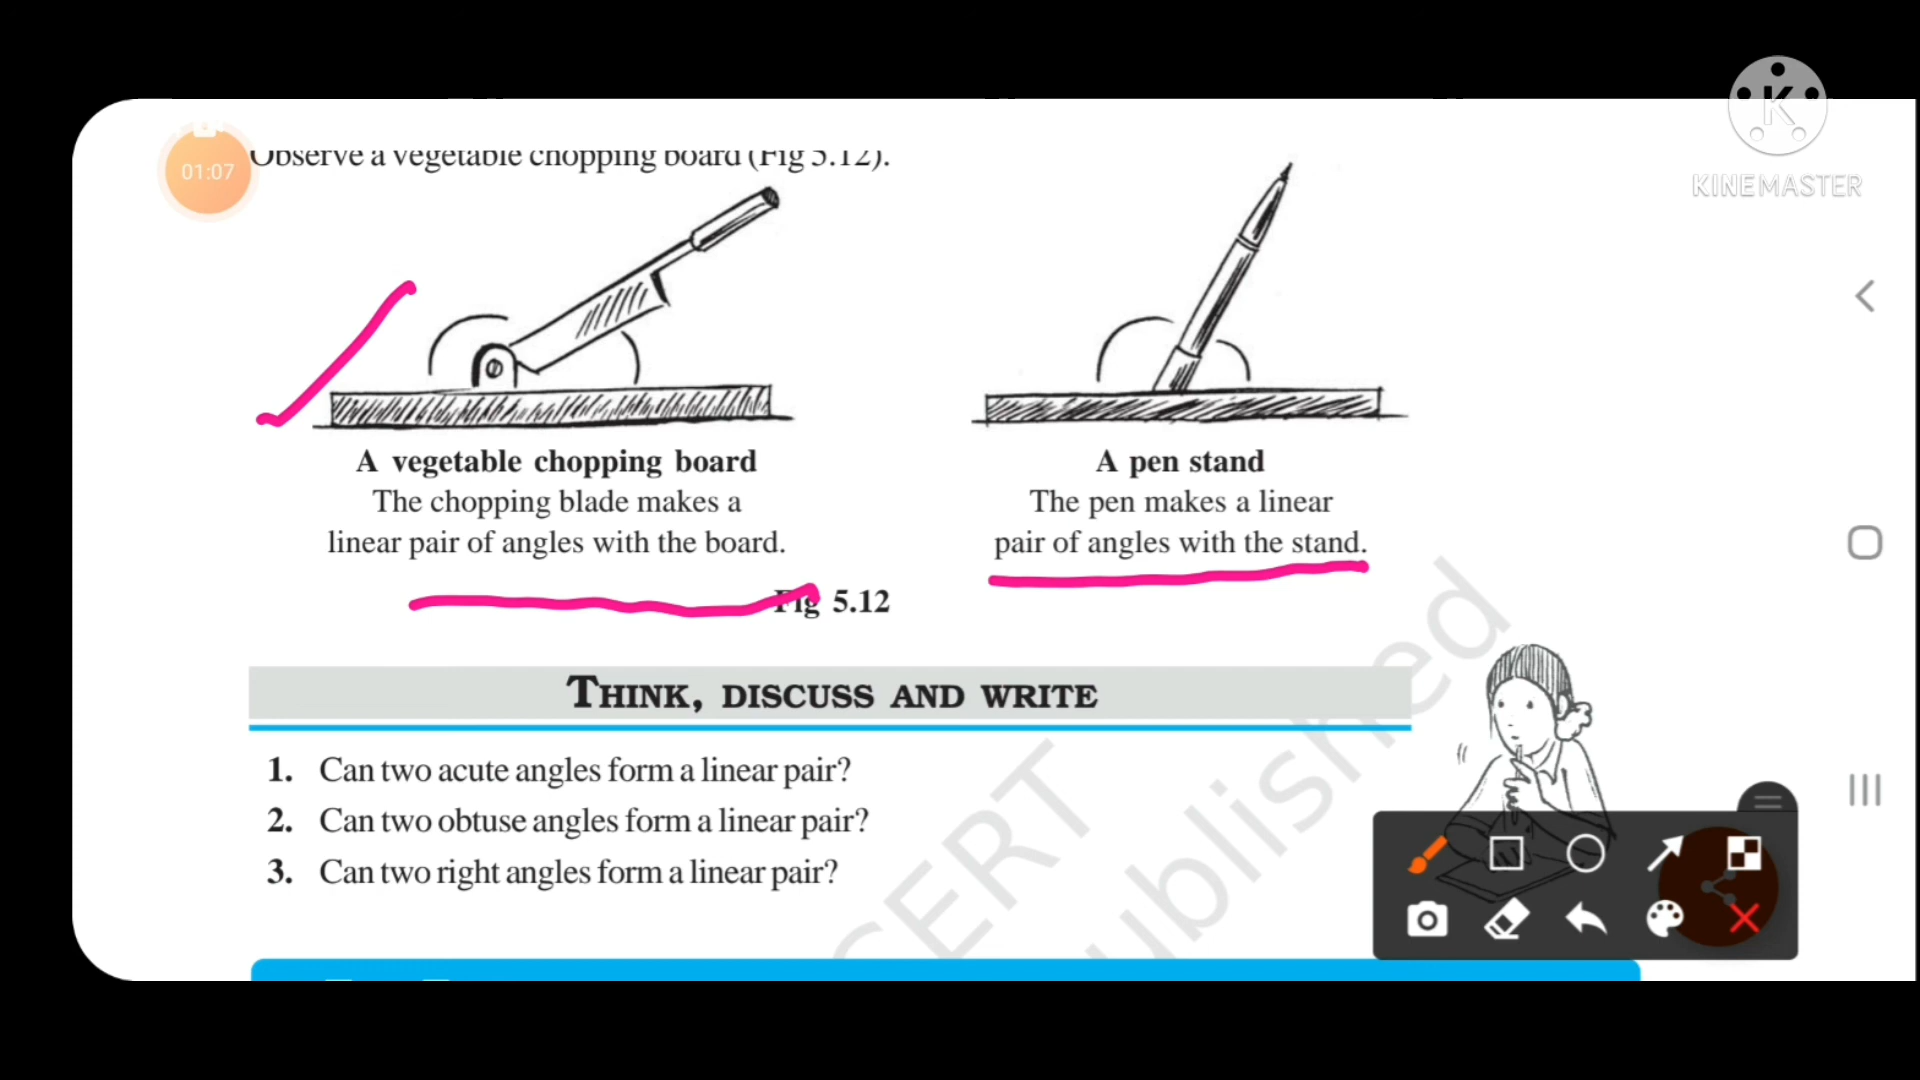 01:07
Observe a vegetable chopping board (Fig 5.12).
KINEMASTER
A vegetable chopping board
The chopping blade makes a
linear pair of angles with the board.
A pen stand
The pen makes a linear
pair of angles with the stand.
Fig 5.12
THINK, DISCUSS AND WRITE
1. Can two acute angles form a linear pair?
2. Can two obtuse angles form a linear pair?
3. Can two right angles form a linear pair?